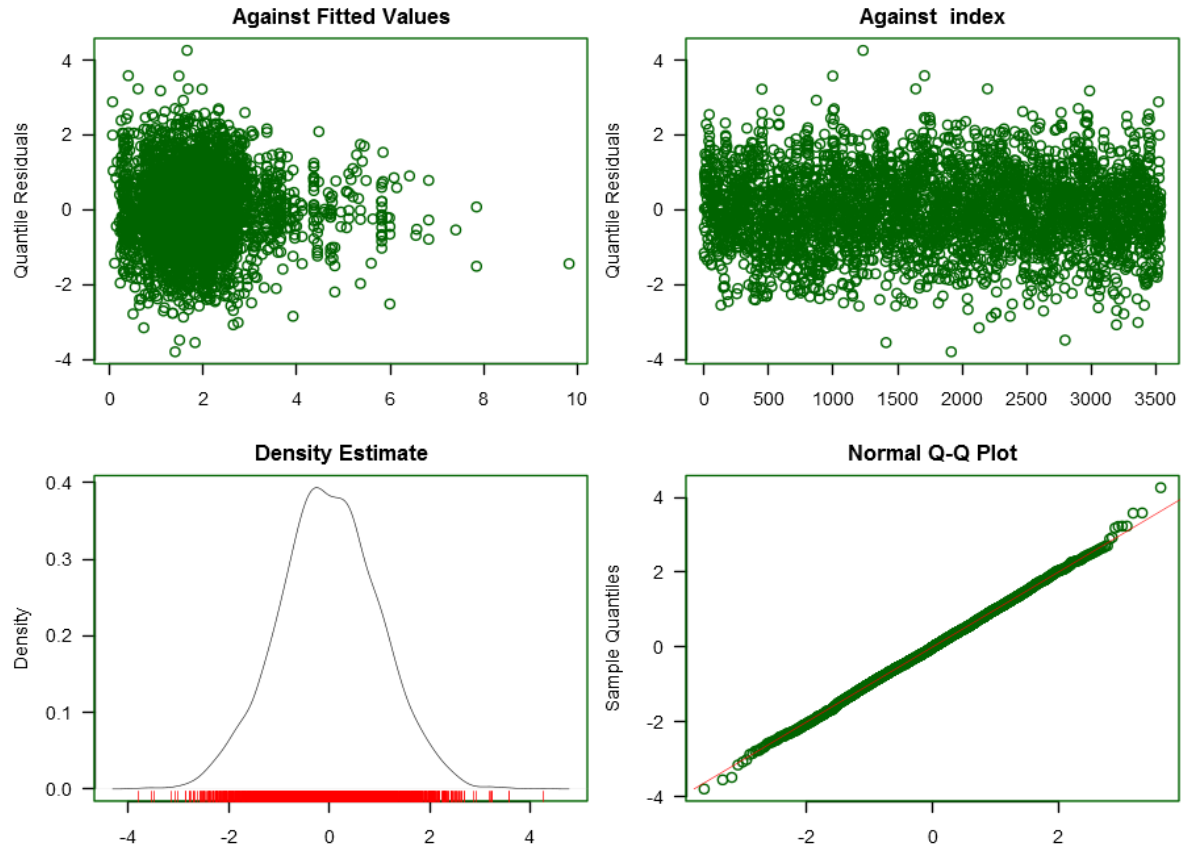 Against Fitted Values
Quantile Residuals
4
2
0
-2
-4
0 2 4 6 8 10
Against  index
Quantile Residuals
4
2
0
-2
-4
0 500 1000 1500 2000 2500 3000 3500
Density Estimate
Density
0.4
0.3
0.2
0.1
0.0
-4 -2 0 2 4
Normal Q-Q Plot
Sample Quantiles
4
2
0
-2
-4
-2 0 2